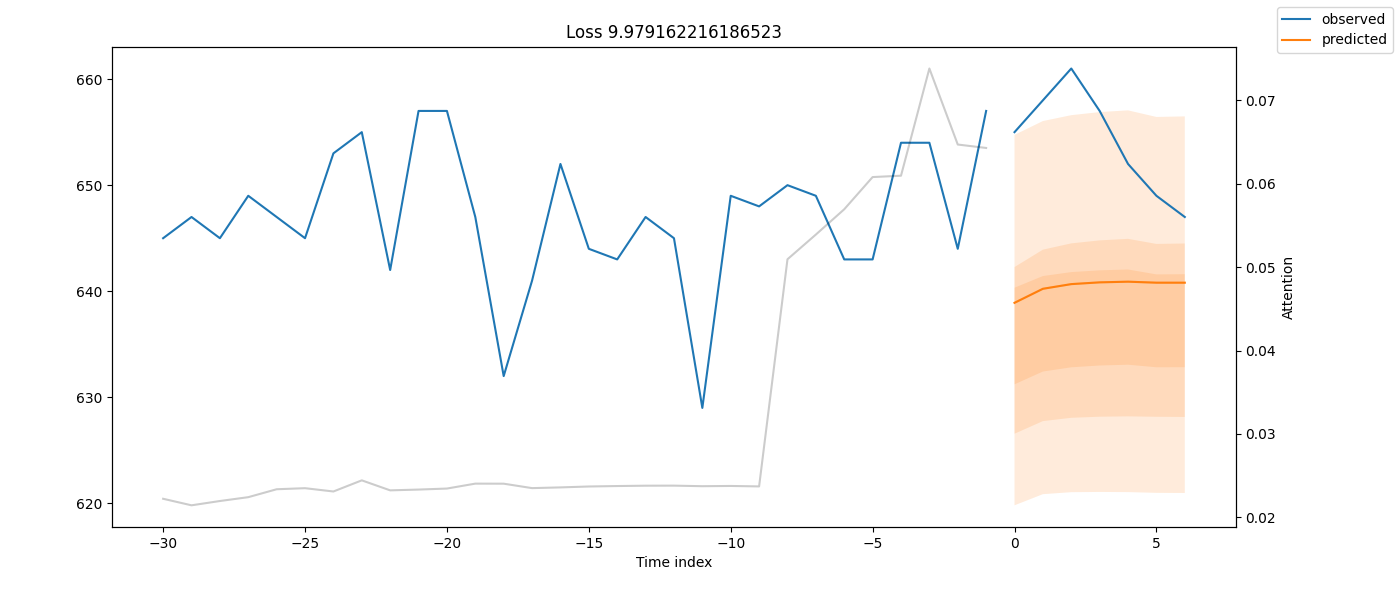 Loss 9.979162216186523
observed
predicted
660
650
640
630
620
0.07
0.06
0.05
0.04
0.03
0.02
Attention
−30 −25 −20 −15 −10 −5 0 5
Time index